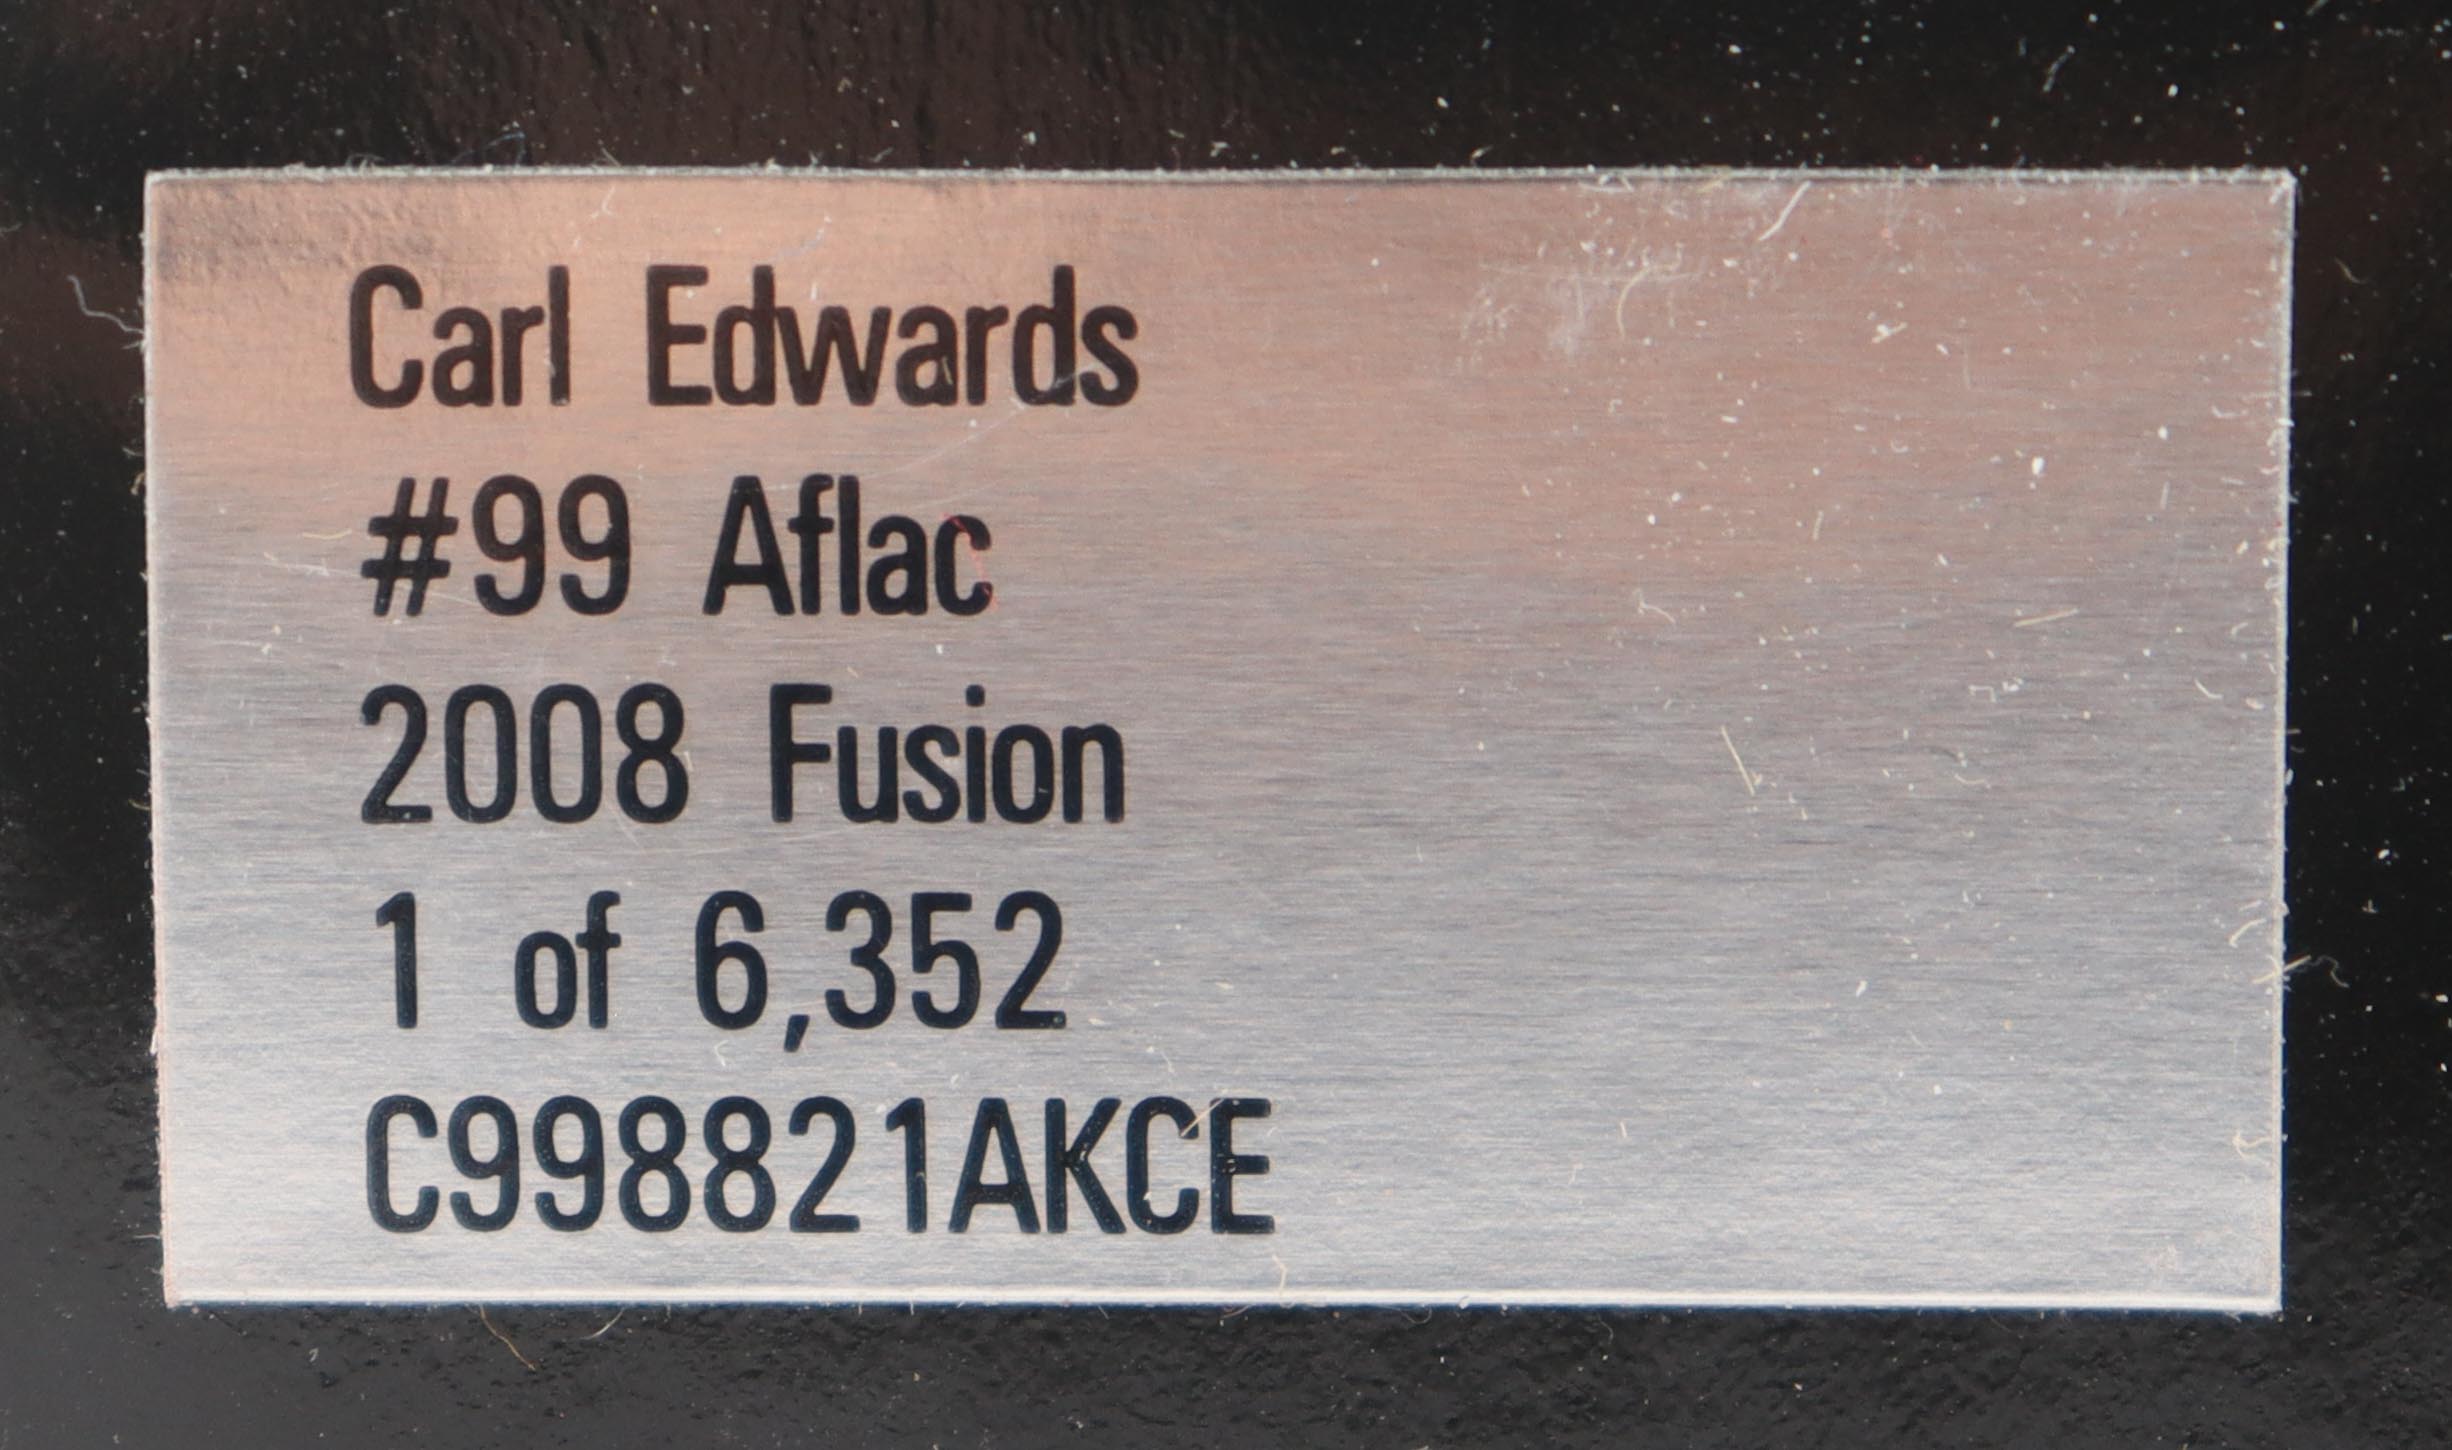 Carl Edwards
#99 Aflac
2008 Fusion
1 of 6,352
C998821AKCE